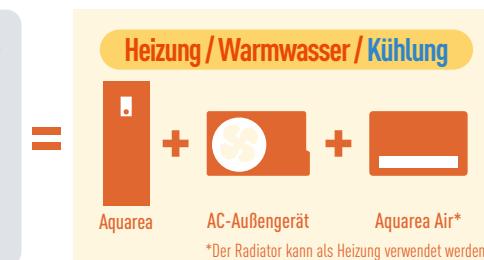 Heizung / Warmwasser / Kühlung
=
+
+
Aquarea
AC-Außengerät
Aquarea Air*
*Der Radiator kann als Heizung verwendet werden